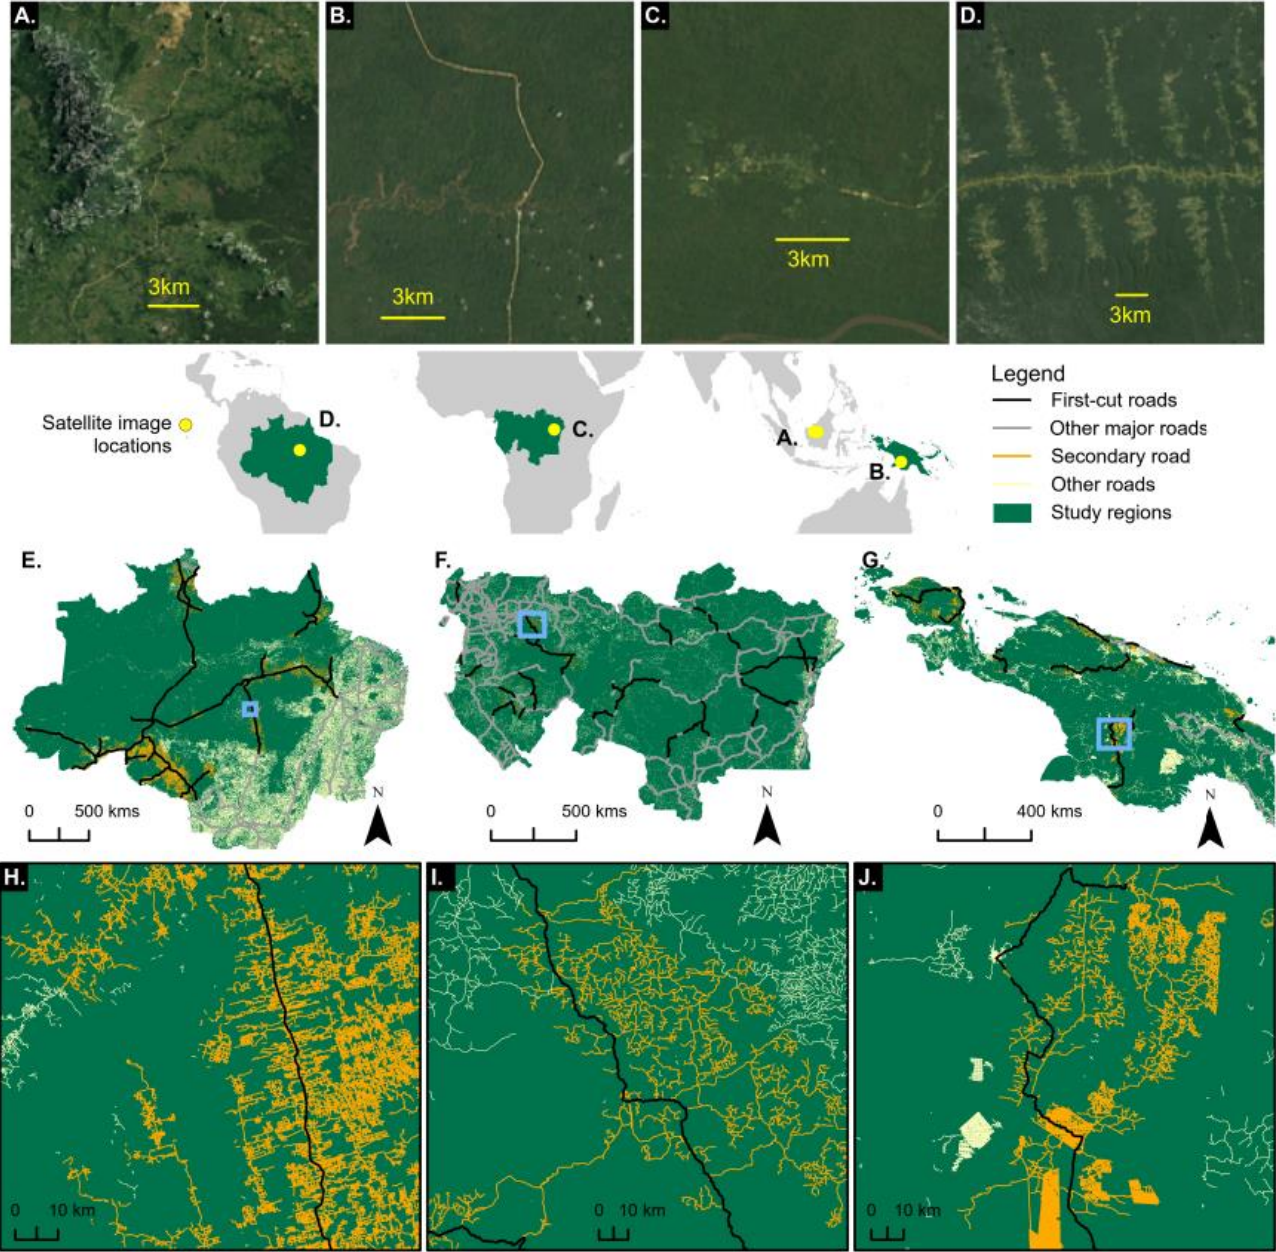 A.
B.
C.
D.
3km
3km
3km
3km
Satellite image
locations
D.
C.
A.
B.
Legend
First-cut roads
Other major roads
Secondary road
Other roads
Study regions
E.
F.
G.
N
0 500 kms
N
0 500 kms
N
0 400 kms
H.
I.
J.
0 10 km
0 10 km
0 10 km